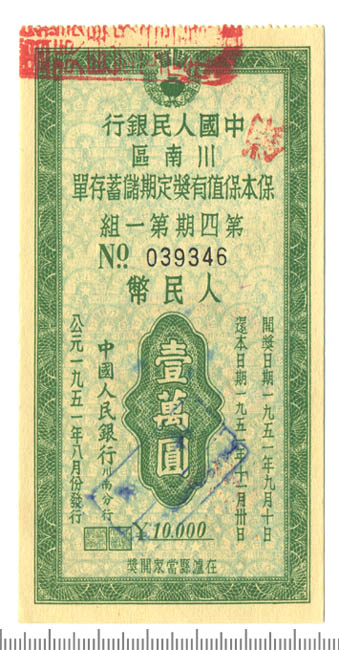 中國人民銀行
川南區
保本保值有獎定期儲蓄存單
第四期第一組
No. 039346
人民幣
開獎日期一九五一年九月十日
還本日期一九五一年十一月卅日
壹萬圓
中國人民銀行川南分行
公元一九五一年八月份發行
¥10.000
在瀘縣當眾開獎